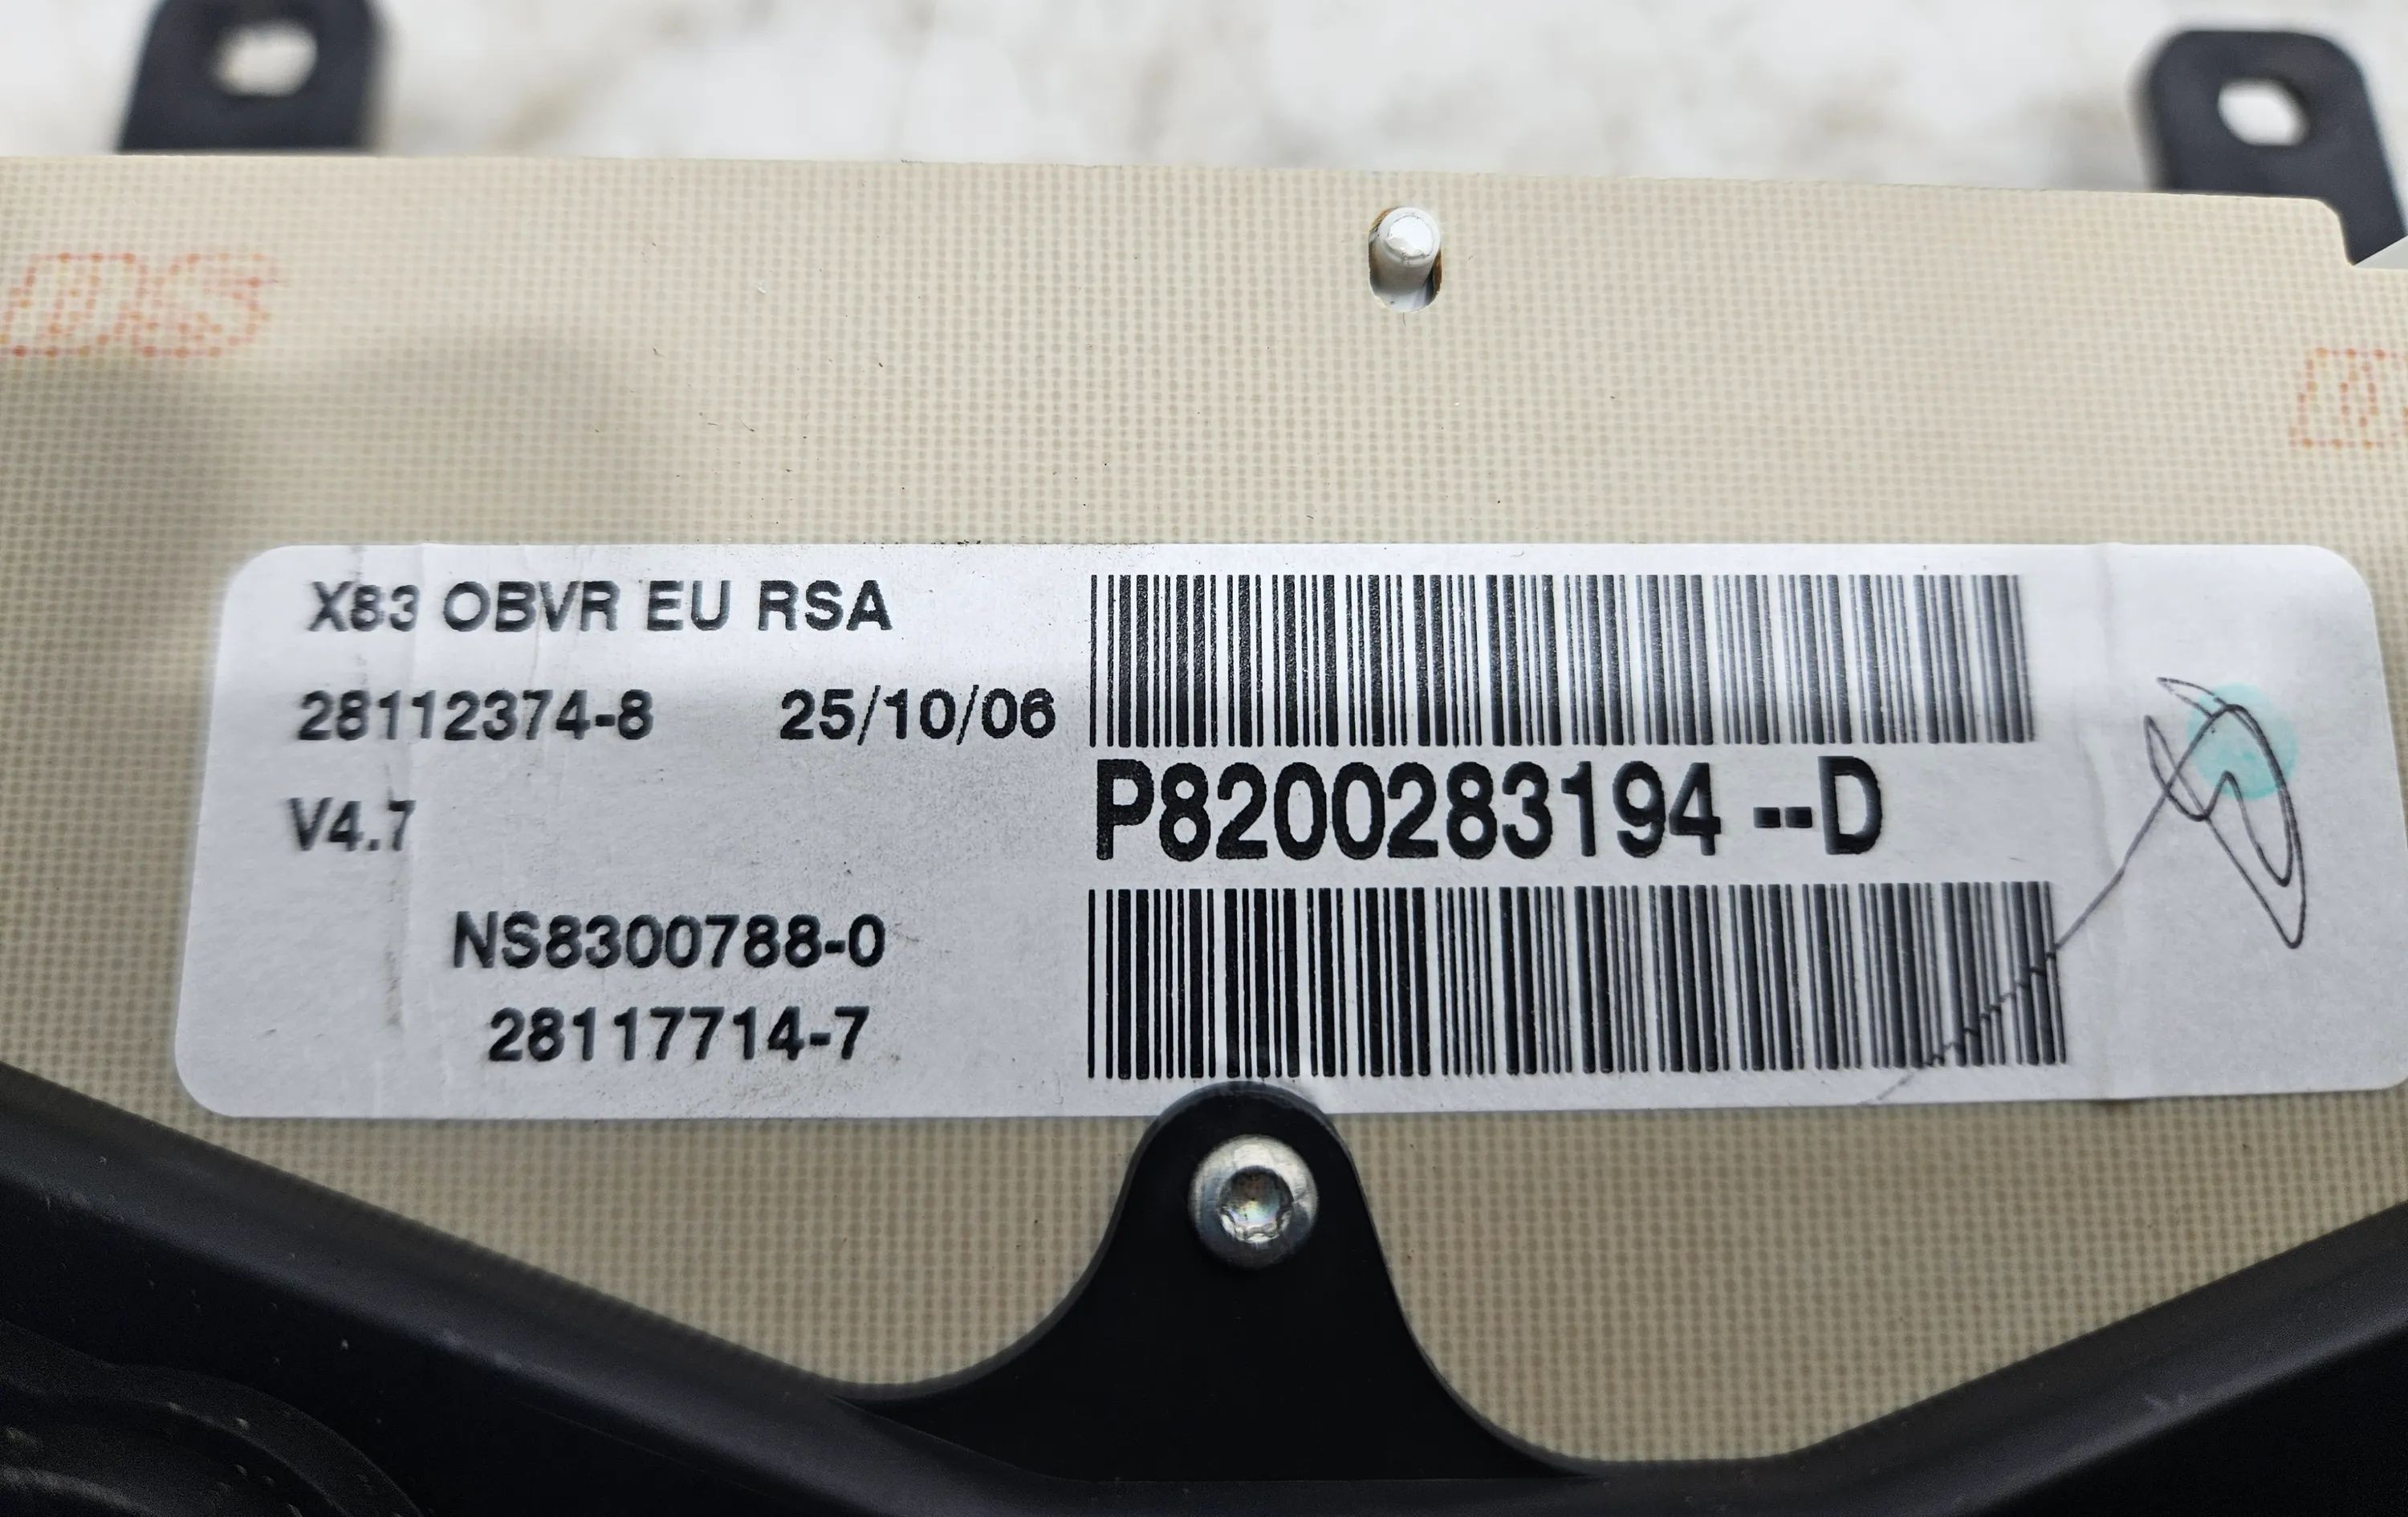 X83 OBVR EU RSA
28112374-8 25/10/06
V4.7
P8200283194--D
NS8300788-0
28117714-7